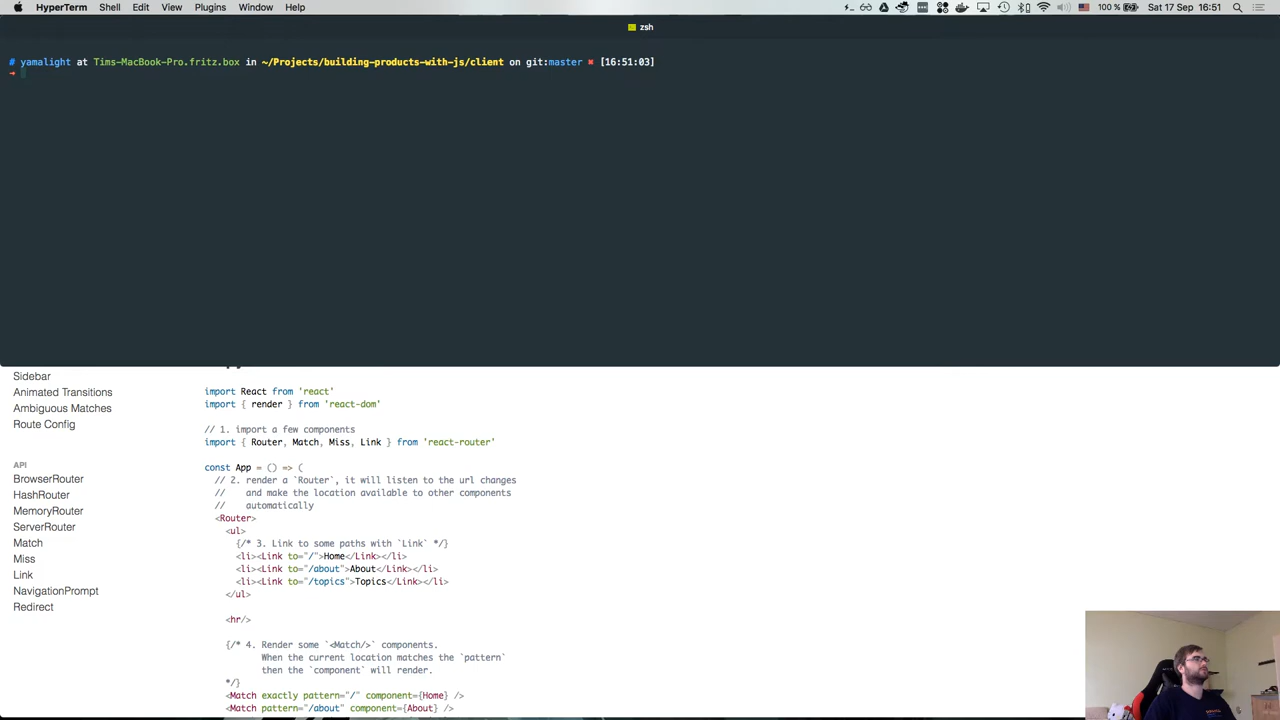 HyperTerm Shell Edit View Plugins Window Help 100 % Sat 17 Sep 16:51
zsh
# yamalight at Tims-MacBook-Pro.fritz.box in ~/Projects/building-products-with-js/client on git:master ✖ [16:51:03]
→
Sidebar
Animated Transitions
Ambiguous Matches
Route Config
API
BrowserRouter
HashRouter
MemoryRouter
ServerRouter
Match
Miss
Link
NavigationPrompt
Redirect
import React from 'react'
import { render } from 'react-dom'
// 1. import a few components
import { Router, Match, Miss, Link } from 'react-router'
const App = () => (
// 2. render a `Router`, it will listen to the url changes
// and make the location available to other components
// automatically
<Router>
<ul>
{/* 3. Link to some paths with `Link` */}
<li><Link to="/">Home</Link></li>
<li><Link to="/about">About</Link></li>
<li><Link to="/topics">Topics</Link></li>
</ul>
<hr/>
{/* 4. Render some `<Match/>` components.
When the current location matches the `pattern`
then the `component` will render.
*/}
<Match exactly pattern="/" component={Home} />
<Match pattern="/about" component={About} />